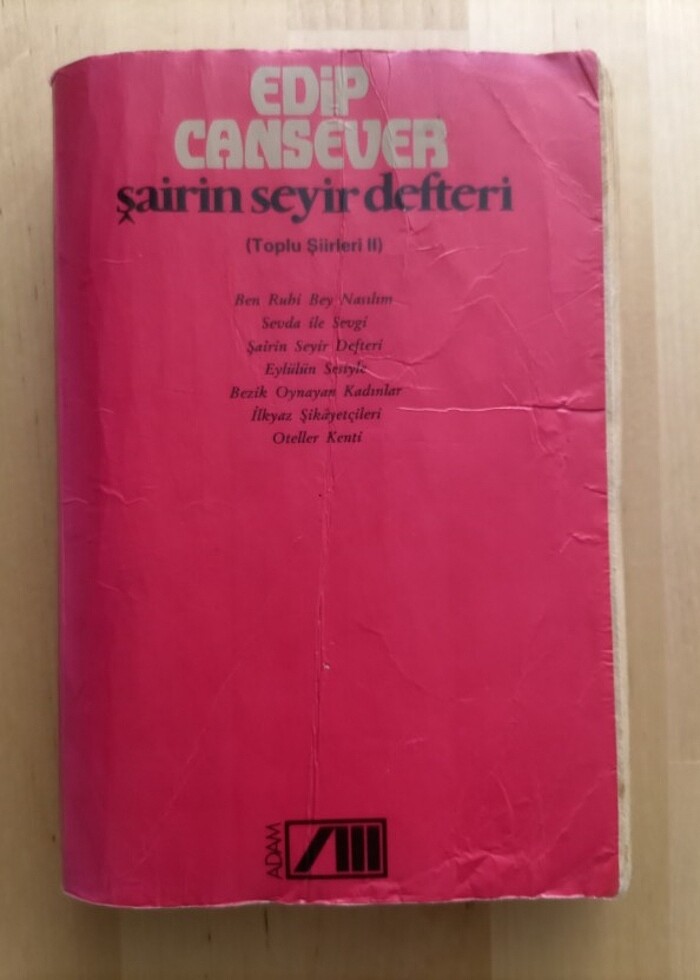 EDİP
CANSEVER
şairin seyir defteri
(Toplu Şiirleri II)
Ben Ruhi Bey Nasılım
Sevda ile Sevgi
Şairin Seyir Defteri
Eylülün Sesiyle
Bezik Oynayan Kadınlar
İlkyaz Şikâyetçileri
Oteller Kenti
ADAM